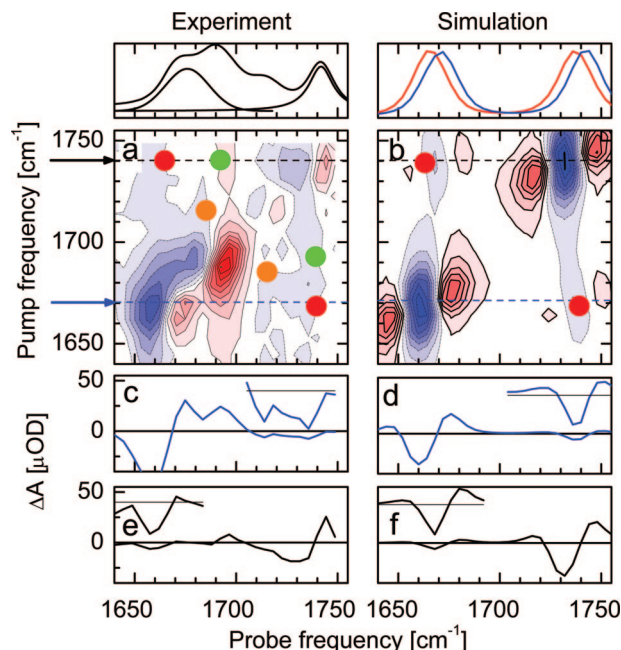 Experiment Simulation
1750
1700
1650
Pump frequency [cm⁻¹]
a b
50
0
c d
50
0
e f
ΔA [μOD]
1650 1700 1750 1650 1700 1750
Probe frequency [cm⁻¹]